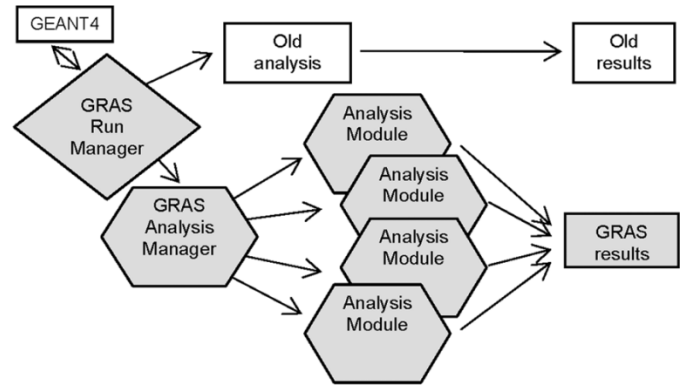 GEANT4
Old
analysis
Old
results
GRAS
Run
Manager
GRAS
Analysis
Manager
Analysis
Module
Analysis
Module
Analysis
Module
Analysis
Module
GRAS
results